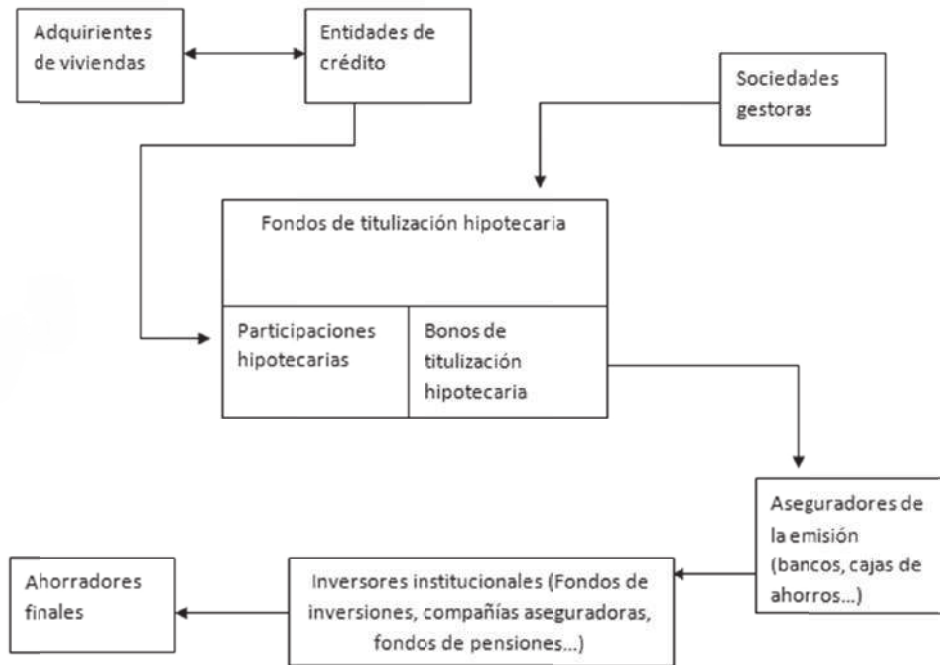 Adquirientes
de viviendas
Entidades de
crédito
Sociedades
gestoras
Fondos de titulización hipotecaria
Participaciones
hipotecarias
Bonos de
titulización
hipotecaria
Aseguradores de
la emisión
(bancos, cajas de
ahorros...)
Inversores institucionales (Fondos de
inversiones, compañías aseguradoras,
fondos de pensiones...)
Ahorradores
finales